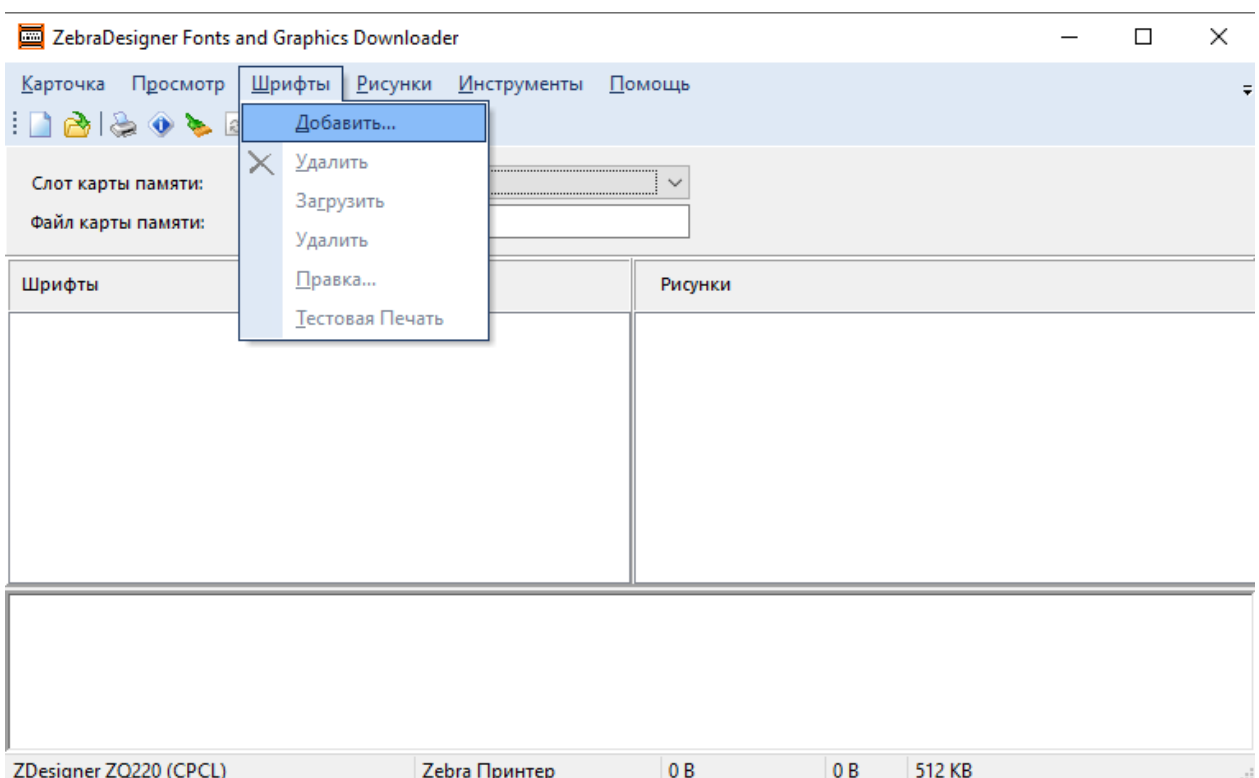 ZebraDesigner Fonts and Graphics Downloader
Карточка Просмотр Шрифты Рисунки Инструменты Помощь
Добавить...
Удалить
Загрузить
Удалить
Правка...
Тестовая Печать
Слот карты памяти:
Файл карты памяти:
Шрифты
Рисунки
ZDesigner ZQ220 (CPCL) Zebra Принтер 0 B 0 B 512 KB